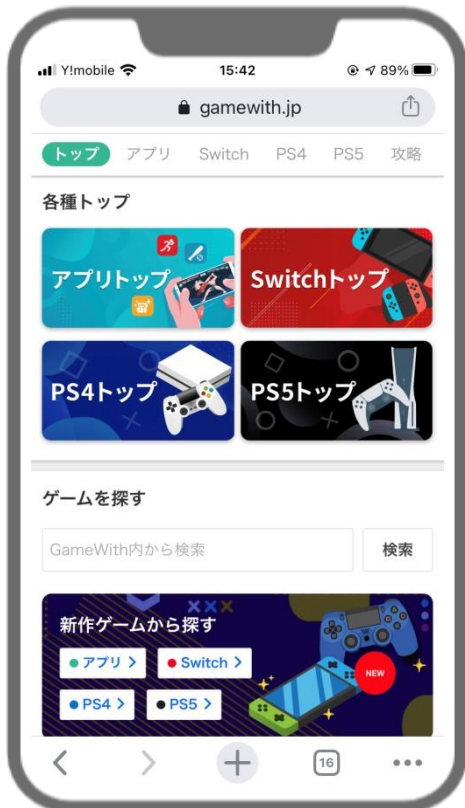 Y!mobile 15:42 89%
gamewith.jp
トップ アプリ Switch PS4 PS5 攻略
各種トップ
アプリトップ Switchトップ
PS4トップ PS5トップ
ゲームを探す
GameWith内から検索 検索
新作ゲームから探す
アプリ > Switch >
NEW
PS4 > PS5 >
16